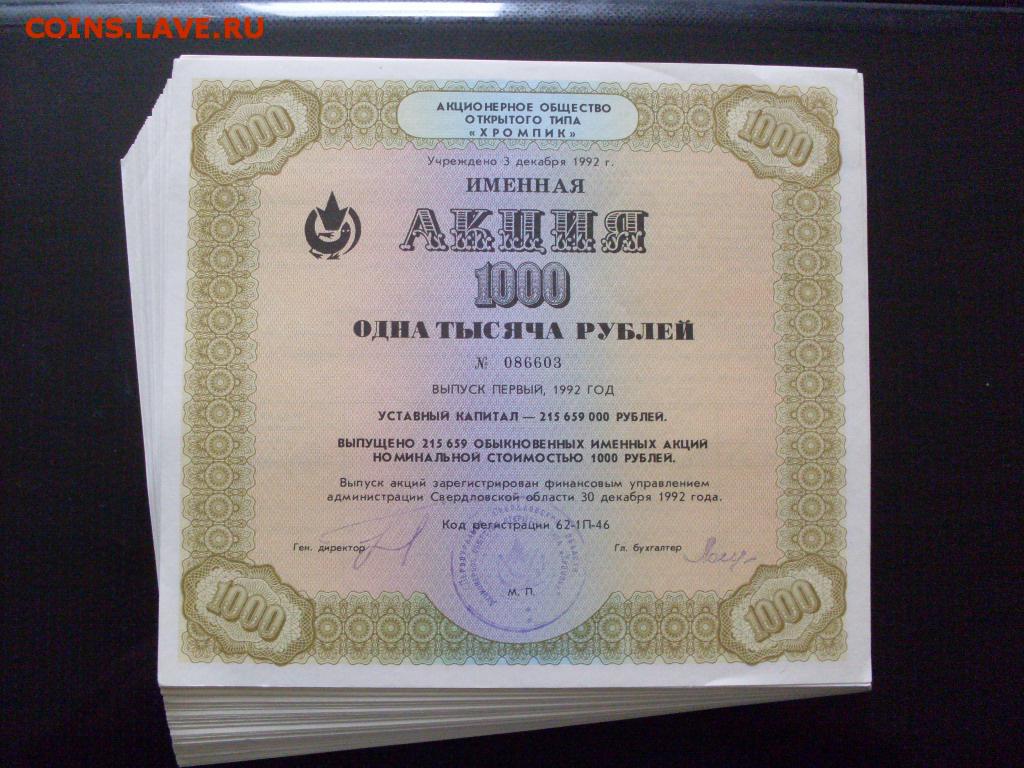 COINS.LAVE.RU
1000
АКЦИОНЕРНОЕ ОБЩЕСТВО
ОТКРЫТОГО ТИПА
«ХРОМПИК»
1000
Учреждено 3 декабря 1992 г.
ИМЕННАЯ
АКЦИЯ
1000
ОДНА ТЫСЯЧА РУБЛЕЙ
№ 086603
ВЫПУСК ПЕРВЫЙ, 1992 ГОД
УСТАВНЫЙ КАПИТАЛ — 215 659 000 РУБЛЕЙ.
ВЫПУЩЕНО 215 659 ОБЫКНОВЕННЫХ ИМЕННЫХ АКЦИЙ
НОМИНАЛЬНОЙ СТОИМОСТЬЮ 1000 РУБЛЕЙ.
Выпуск акций зарегистрирован финансовым управлением
администрации Свердловской области 30 декабря 1992 года.
Код регистрации 62-1П-46
Ген. директор
Гл. бухгалтер
М. П.
1000
1000
COINS.LAVE.RU